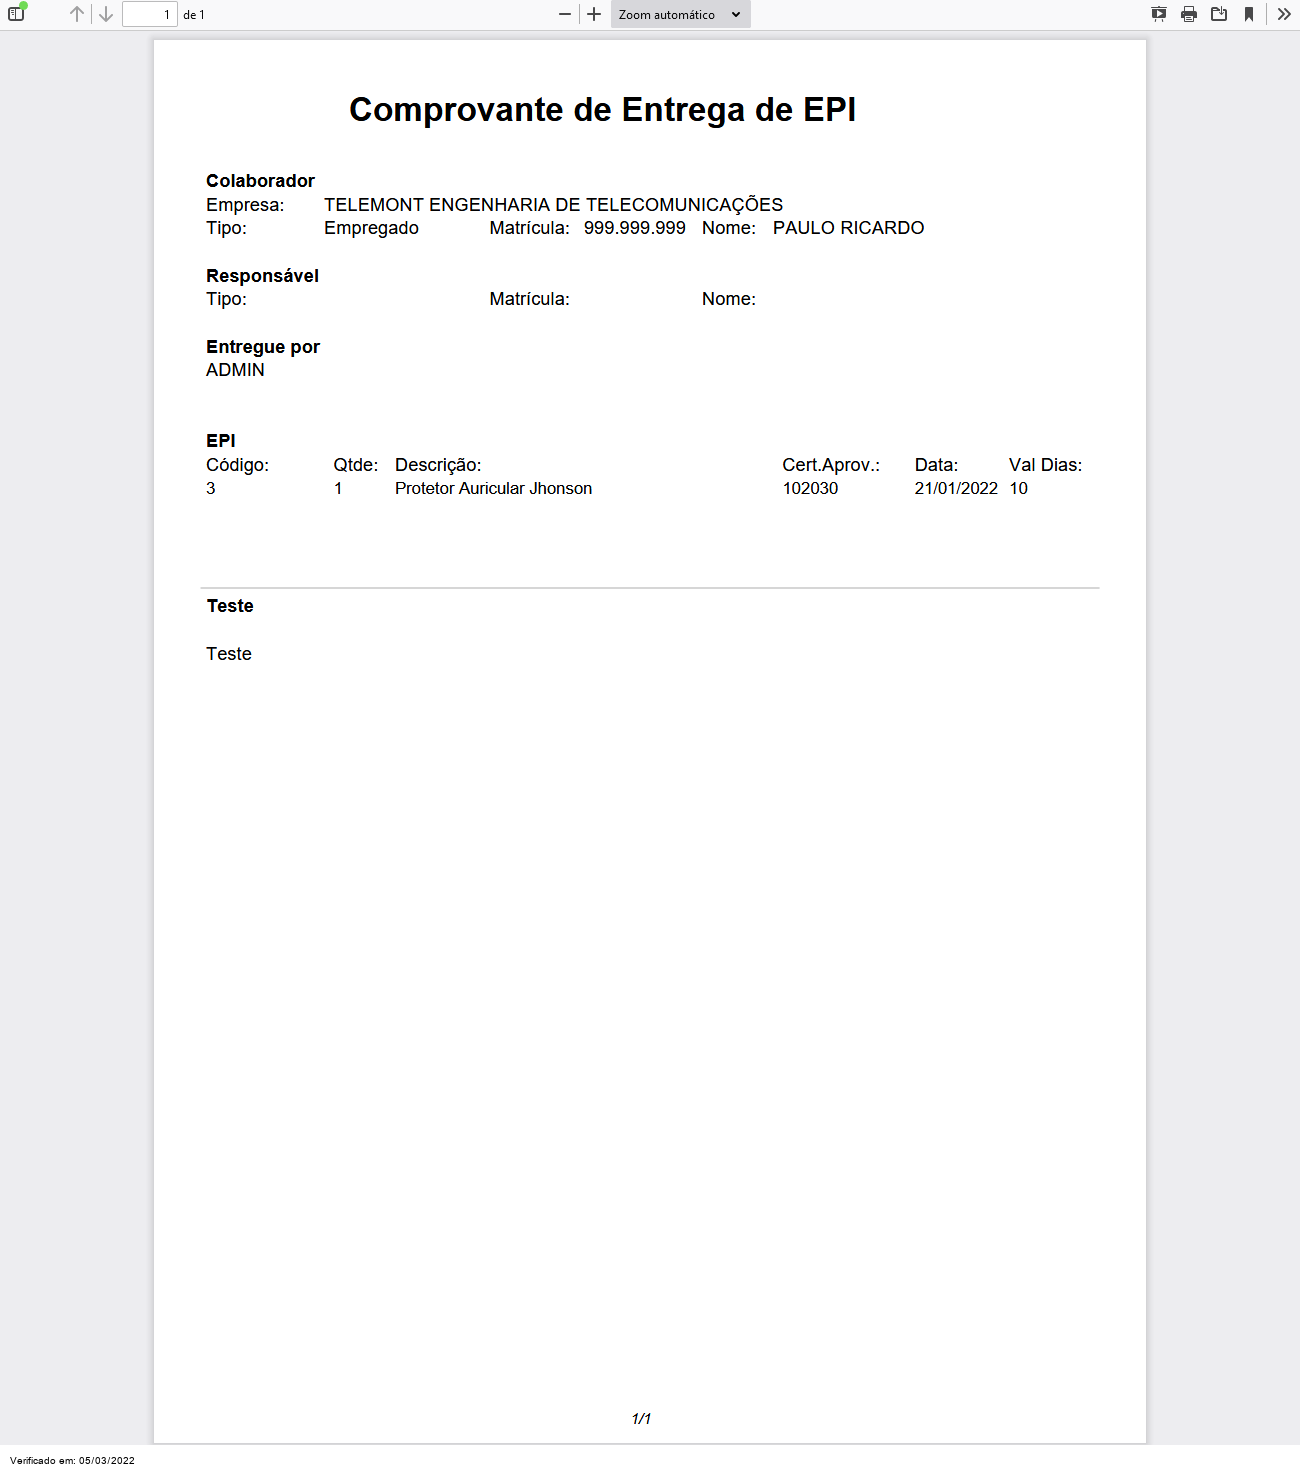 1 de 1 Zoom automático
Comprovante de Entrega de EPI
Colaborador
Empresa: TELEMONT ENGENHARIA DE TELECOMUNICAÇÕES
Tipo: Empregado Matrícula: 999.999.999 Nome: PAULO RICARDO
Responsável
Tipo: Matrícula: Nome:
Entregue por
ADMIN
EPI
Código: Qtde: Descrição: Cert.Aprov.: Data: Val Dias:
3 1 Protetor Auricular Jhonson 102030 21/01/2022 10
Teste
Teste
1/1
Verificado em: 05/03/2022